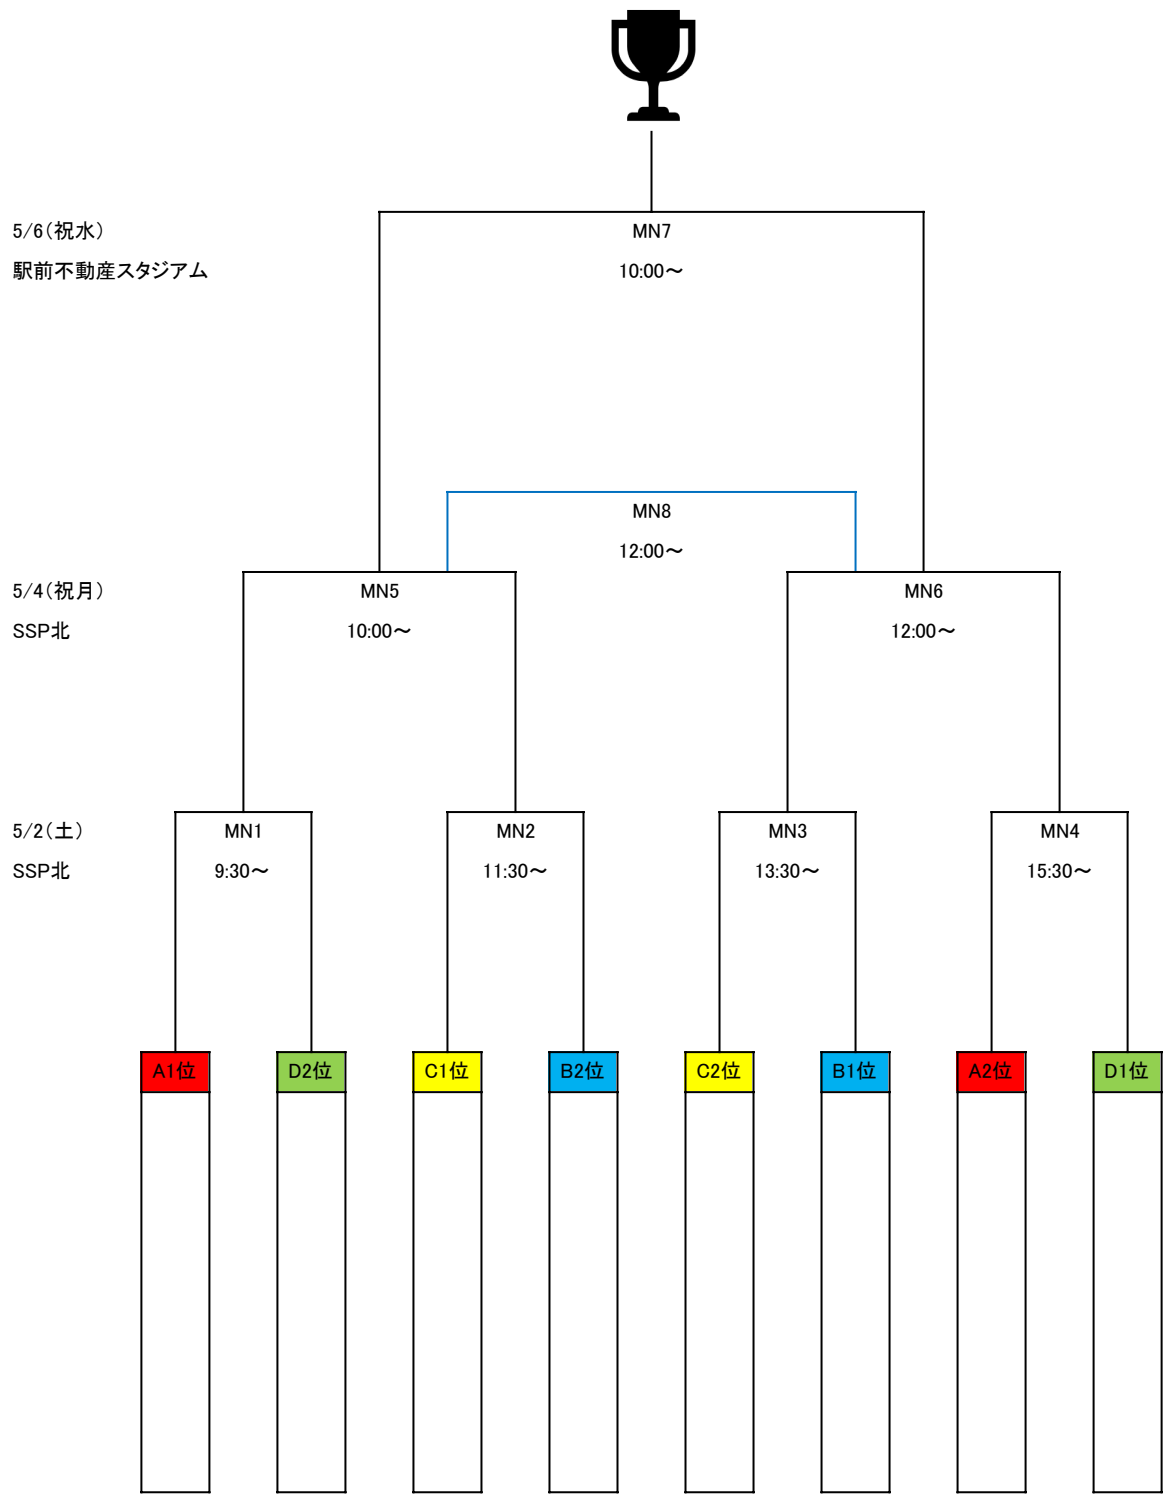 5/6(祝水)
MN7
駅前不動産スタジアム
10:00～
MN8
12:00～
5/4(祝月)
MN5
MN6
SSP北
10:00～
12:00～
5/2(土)
MN1
MN2
MN3
MN4
SSP北
9:30～
11:30～
13:30～
15:30～
A1位
D2位
C1位
B2位
C2位
B1位
A2位
D1位